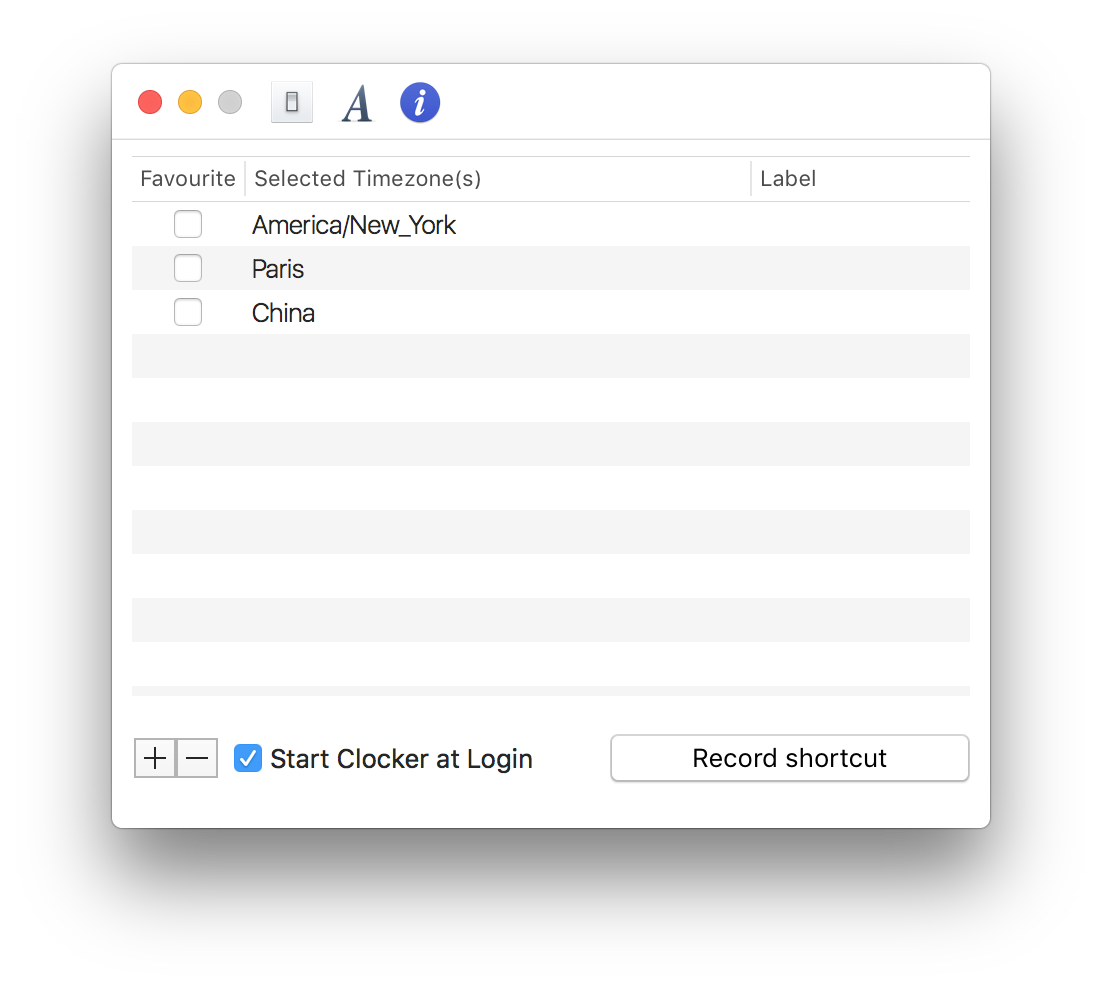 Favourite Selected Timezone(s) Label
America/New_York
Paris
China
Start Clocker at Login Record shortcut